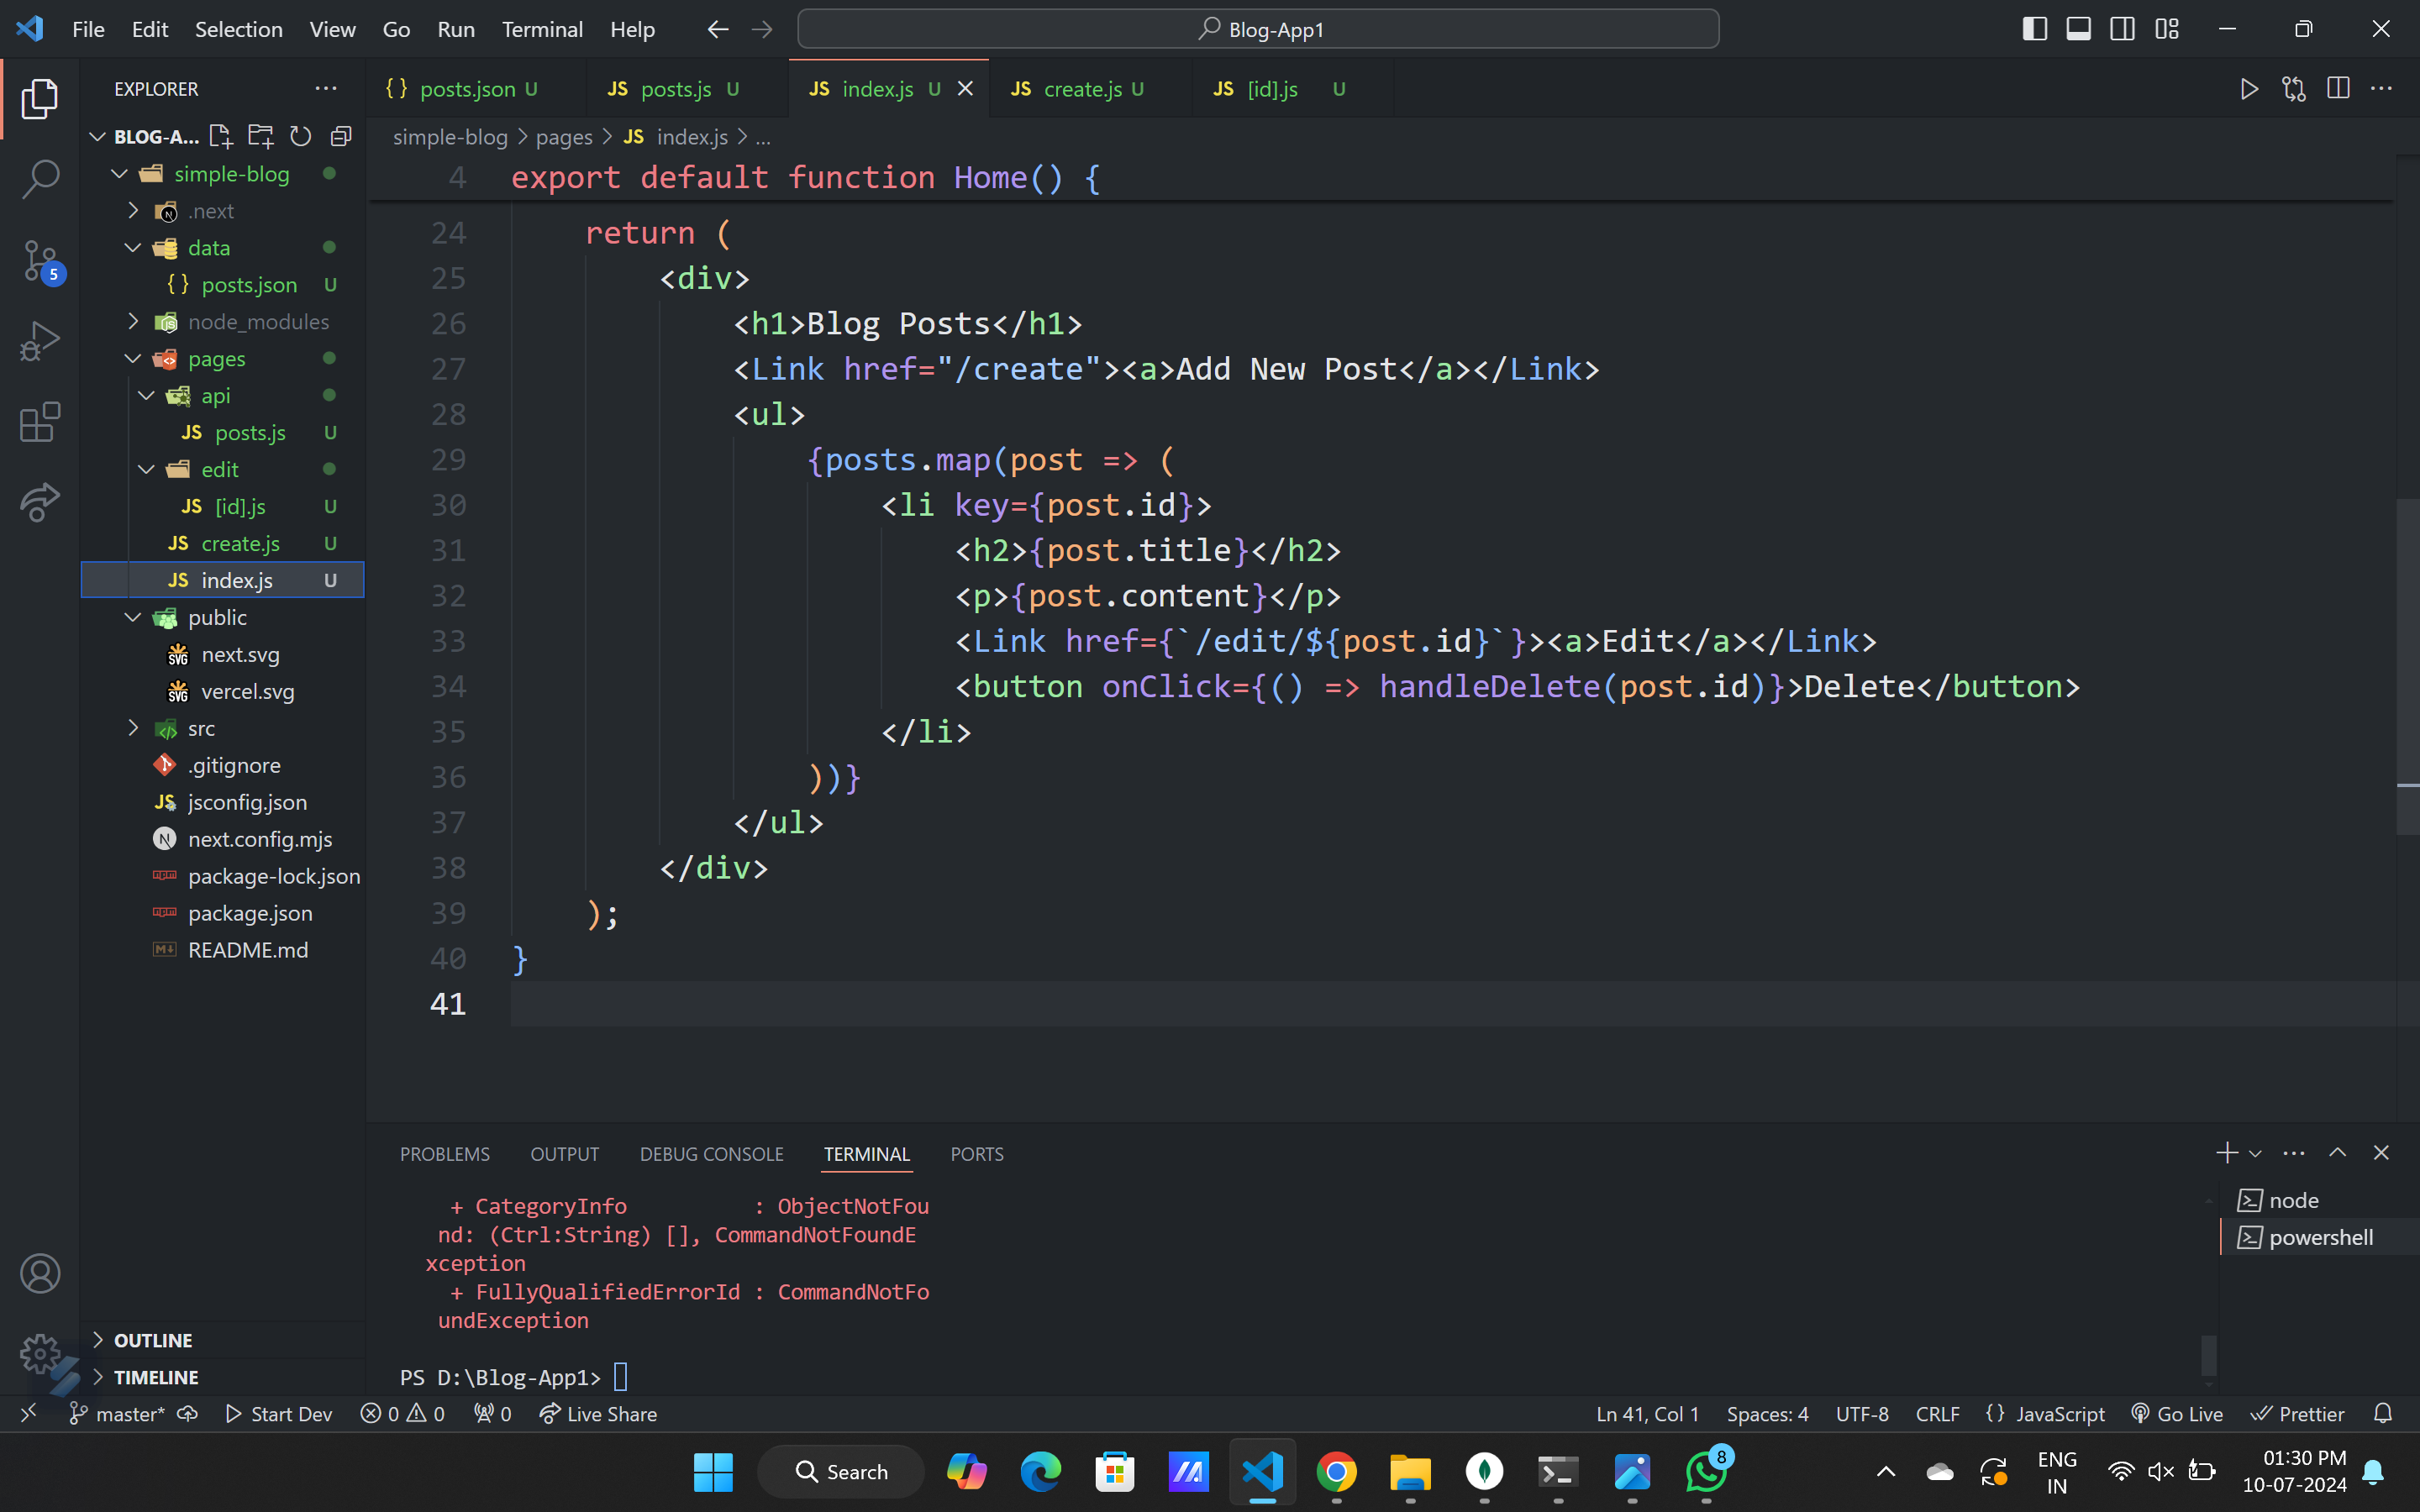 File Edit Selection View Go Run Terminal Help
Blog-App1
EXPLORER
BLOG-A...
simple-blog
.next
data
{} posts.json U
node_modules
pages
api
JS posts.js U
edit
JS [id].js U
JS create.js U
JS index.js U
public
SVG next.svg
SVG vercel.svg
src
.gitignore
JS jsconfig.json
N next.config.mjs
package-lock.json
package.json
README.md
OUTLINE
TIMELINE
{} posts.json U JS posts.js U JS index.js U JS create.js U JS [id].js U
simple-blog > pages > JS index.js > ...
4 export default function Home() {
24 return (
25 <div>
26 <h1>Blog Posts</h1>
27 <Link href="/create"><a>Add New Post</a></Link>
28 <ul>
29 {posts.map(post => (
30 <li key={post.id}>
31 <h2>{post.title}</h2>
32 <p>{post.content}</p>
33 <Link href={`/edit/${post.id}`}><a>Edit</a></Link>
34 <button onClick={() => handleDelete(post.id)}>Delete</button>
35 </li>
36 ))}
37 </ul>
38 </div>
39 );
40 }
41
5
PROBLEMS OUTPUT DEBUG CONSOLE TERMINAL PORTS
+ CategoryInfo : ObjectNotFou
nd: (Ctrl:String) [], CommandNotFoundE
xception
+ FullyQualifiedErrorId : CommandNotFo
undException
PS D:\Blog-App1>
node
powershell
master* Start Dev 0 0 0 Live Share
Ln 41, Col 1 Spaces: 4 UTF-8 CRLF {} JavaScript Go Live Prettier
Search
8
ENG
IN
01:30 PM
10-07-2024